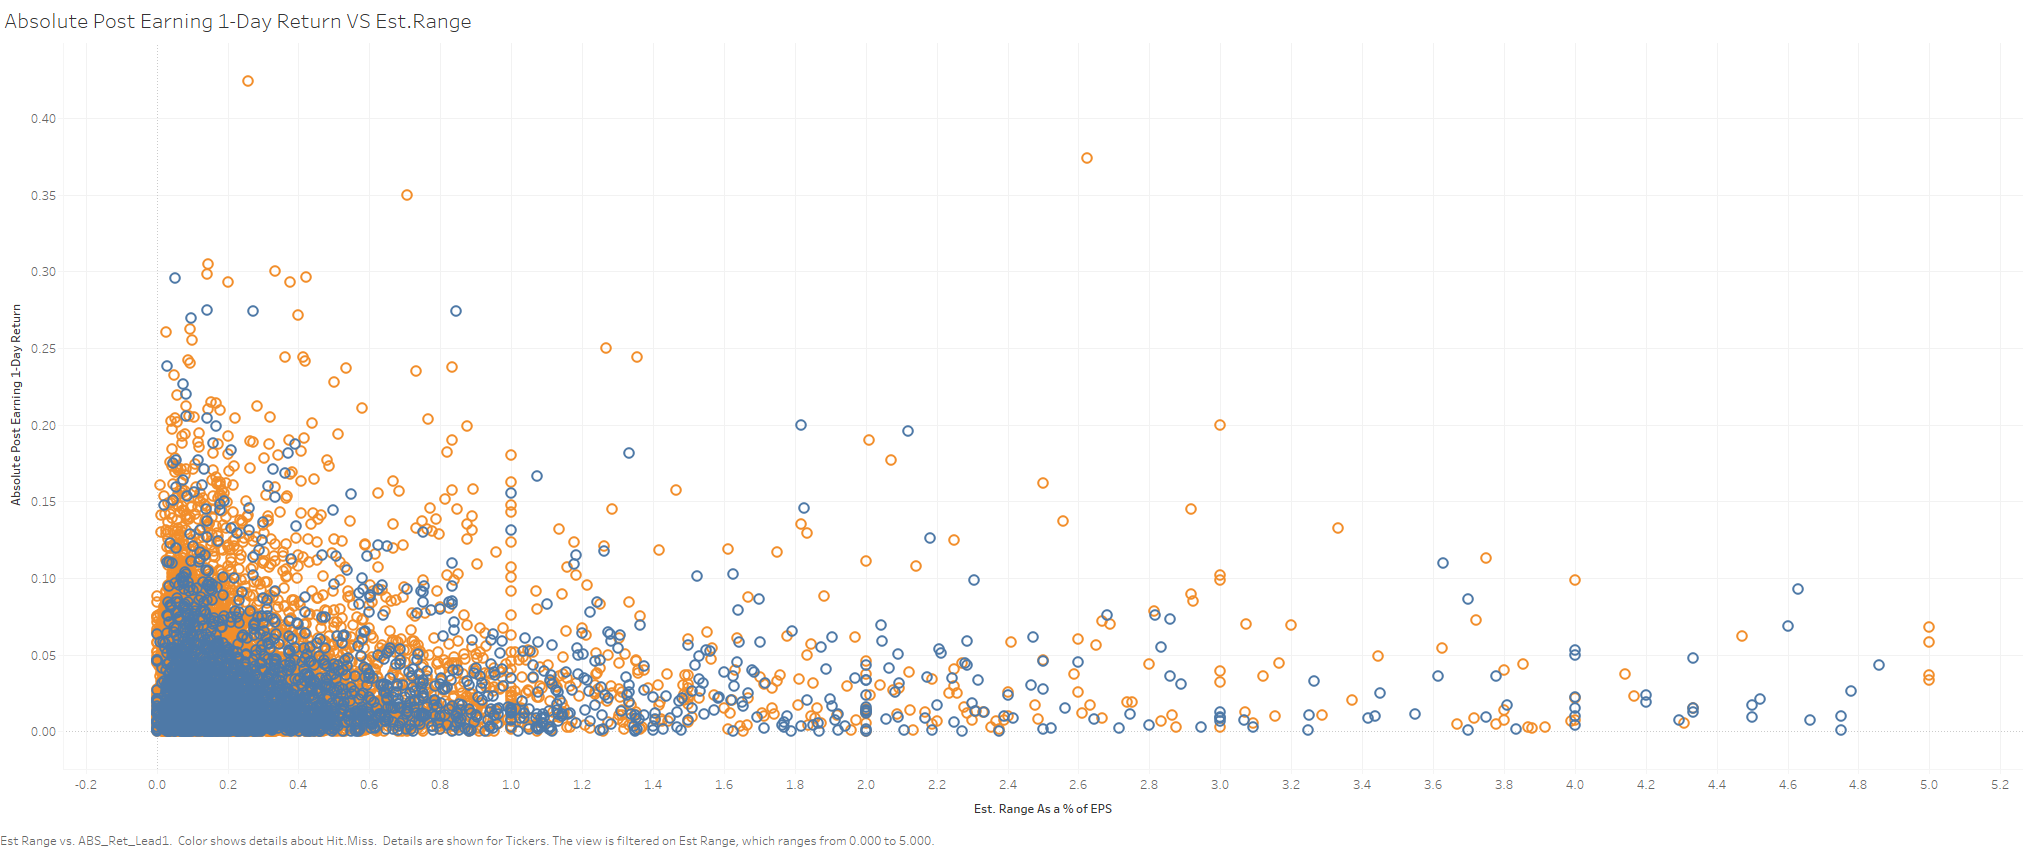 Absolute Post Earning 1-Day Return VS Est.Range
0.40
0.35
0.30
0.25
0.20
0.15
0.10
0.05
0.00
Absolute Post Earning 1-Day Return
-0.2 0.0 0.2 0.4 0.6 0.8 1.0 1.2 1.4 1.6 1.8 2.0 2.2 2.4 2.6 2.8 3.0 3.2 3.4 3.6 3.8 4.0 4.2 4.4 4.6 4.8 5.0 5.2
Est. Range As a % of EPS
Est Range vs. ABS_Ret_Lead1. Color shows details about Hit.Miss. Details are shown for Tickers. The view is filtered on Est Range, which ranges from 0.000 to 5.000.